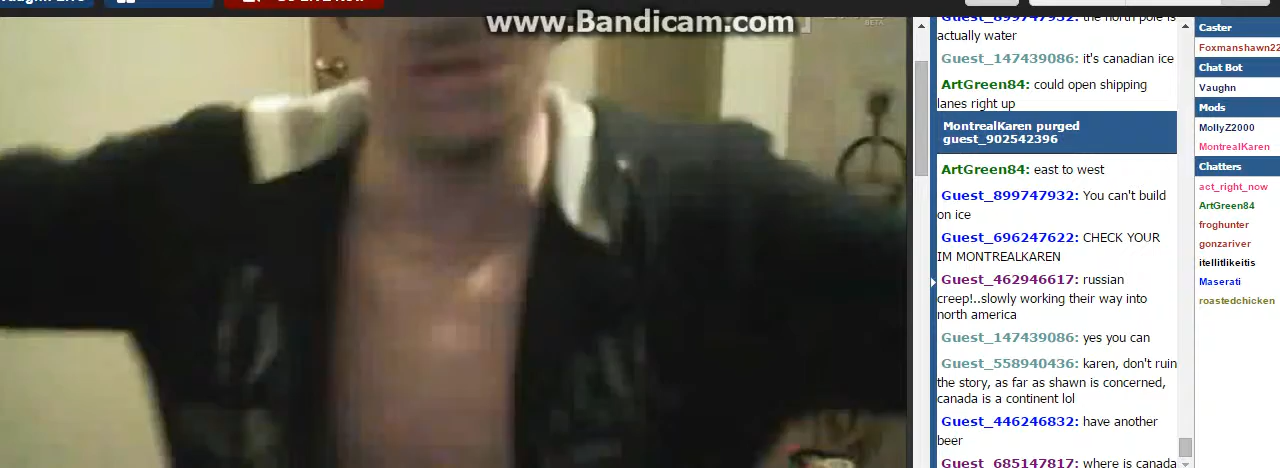 www.Bandicam.com
BETA
Guest_899747932: the north pole is
actually water
Guest_147439086: it's canadian ice
ArtGreen84: could open shipping
lanes right up
MontrealKaren purged
guest_902542396
ArtGreen84: east to west
Guest_899747932: You can't build
on ice
Guest_696247622: CHECK YOUR
IM MONTREALKAREN
Guest_462946617: russian
creep!..slowly working their way into
north america
Guest_147439086: yes you can
Guest_558940436: karen, don't ruin
the story, as far as shawn is concerned,
canada is a continent lol
Guest_446246832: have another
beer
Guest_685147817: where is canada
Caster
Foxmanshawn22
Chat Bot
Vaughn
Mods
MollyZ2000
MontrealKaren
Chatters
act_right_now
ArtGreen84
froghunter
gonzariver
itellitlikeitis
Maserati
roastedchicken